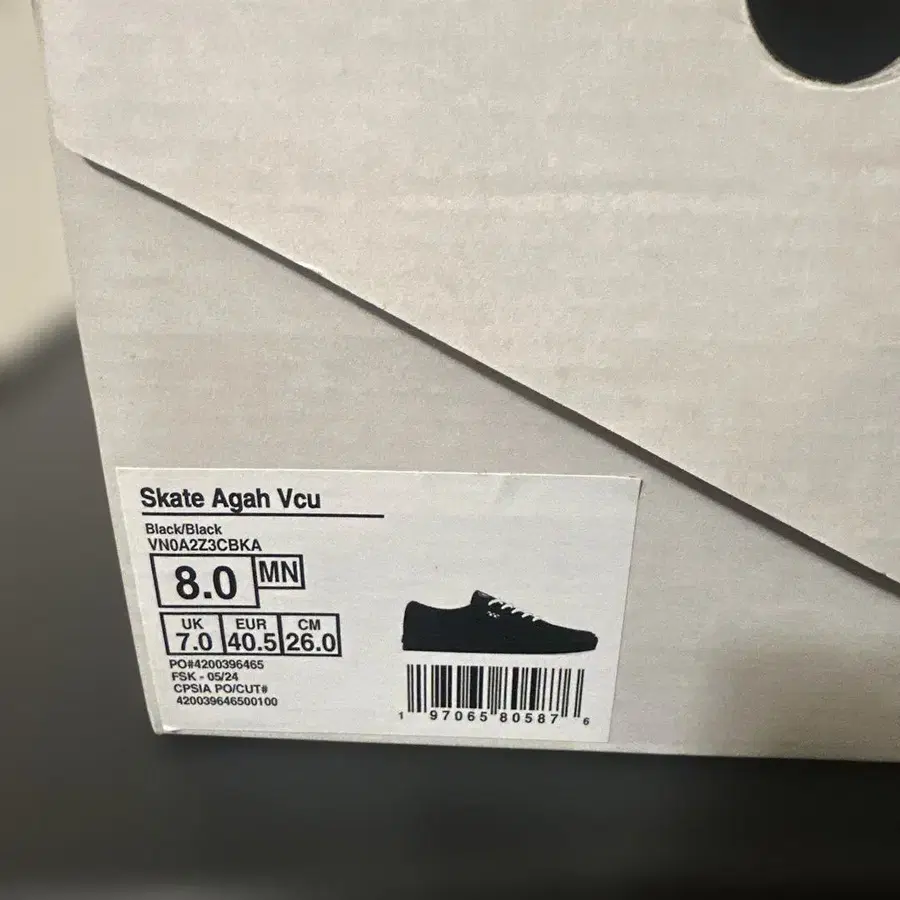 Skate Agah Vcu
Black/Black
VN0A2Z3CBKA
8.0 MN
UK EUR CM
7.0 40.5 26.0
PO#4200396465
FSK - 05/24
CPSIA PO/CUT#
420039646500100
1 97065 80587 6